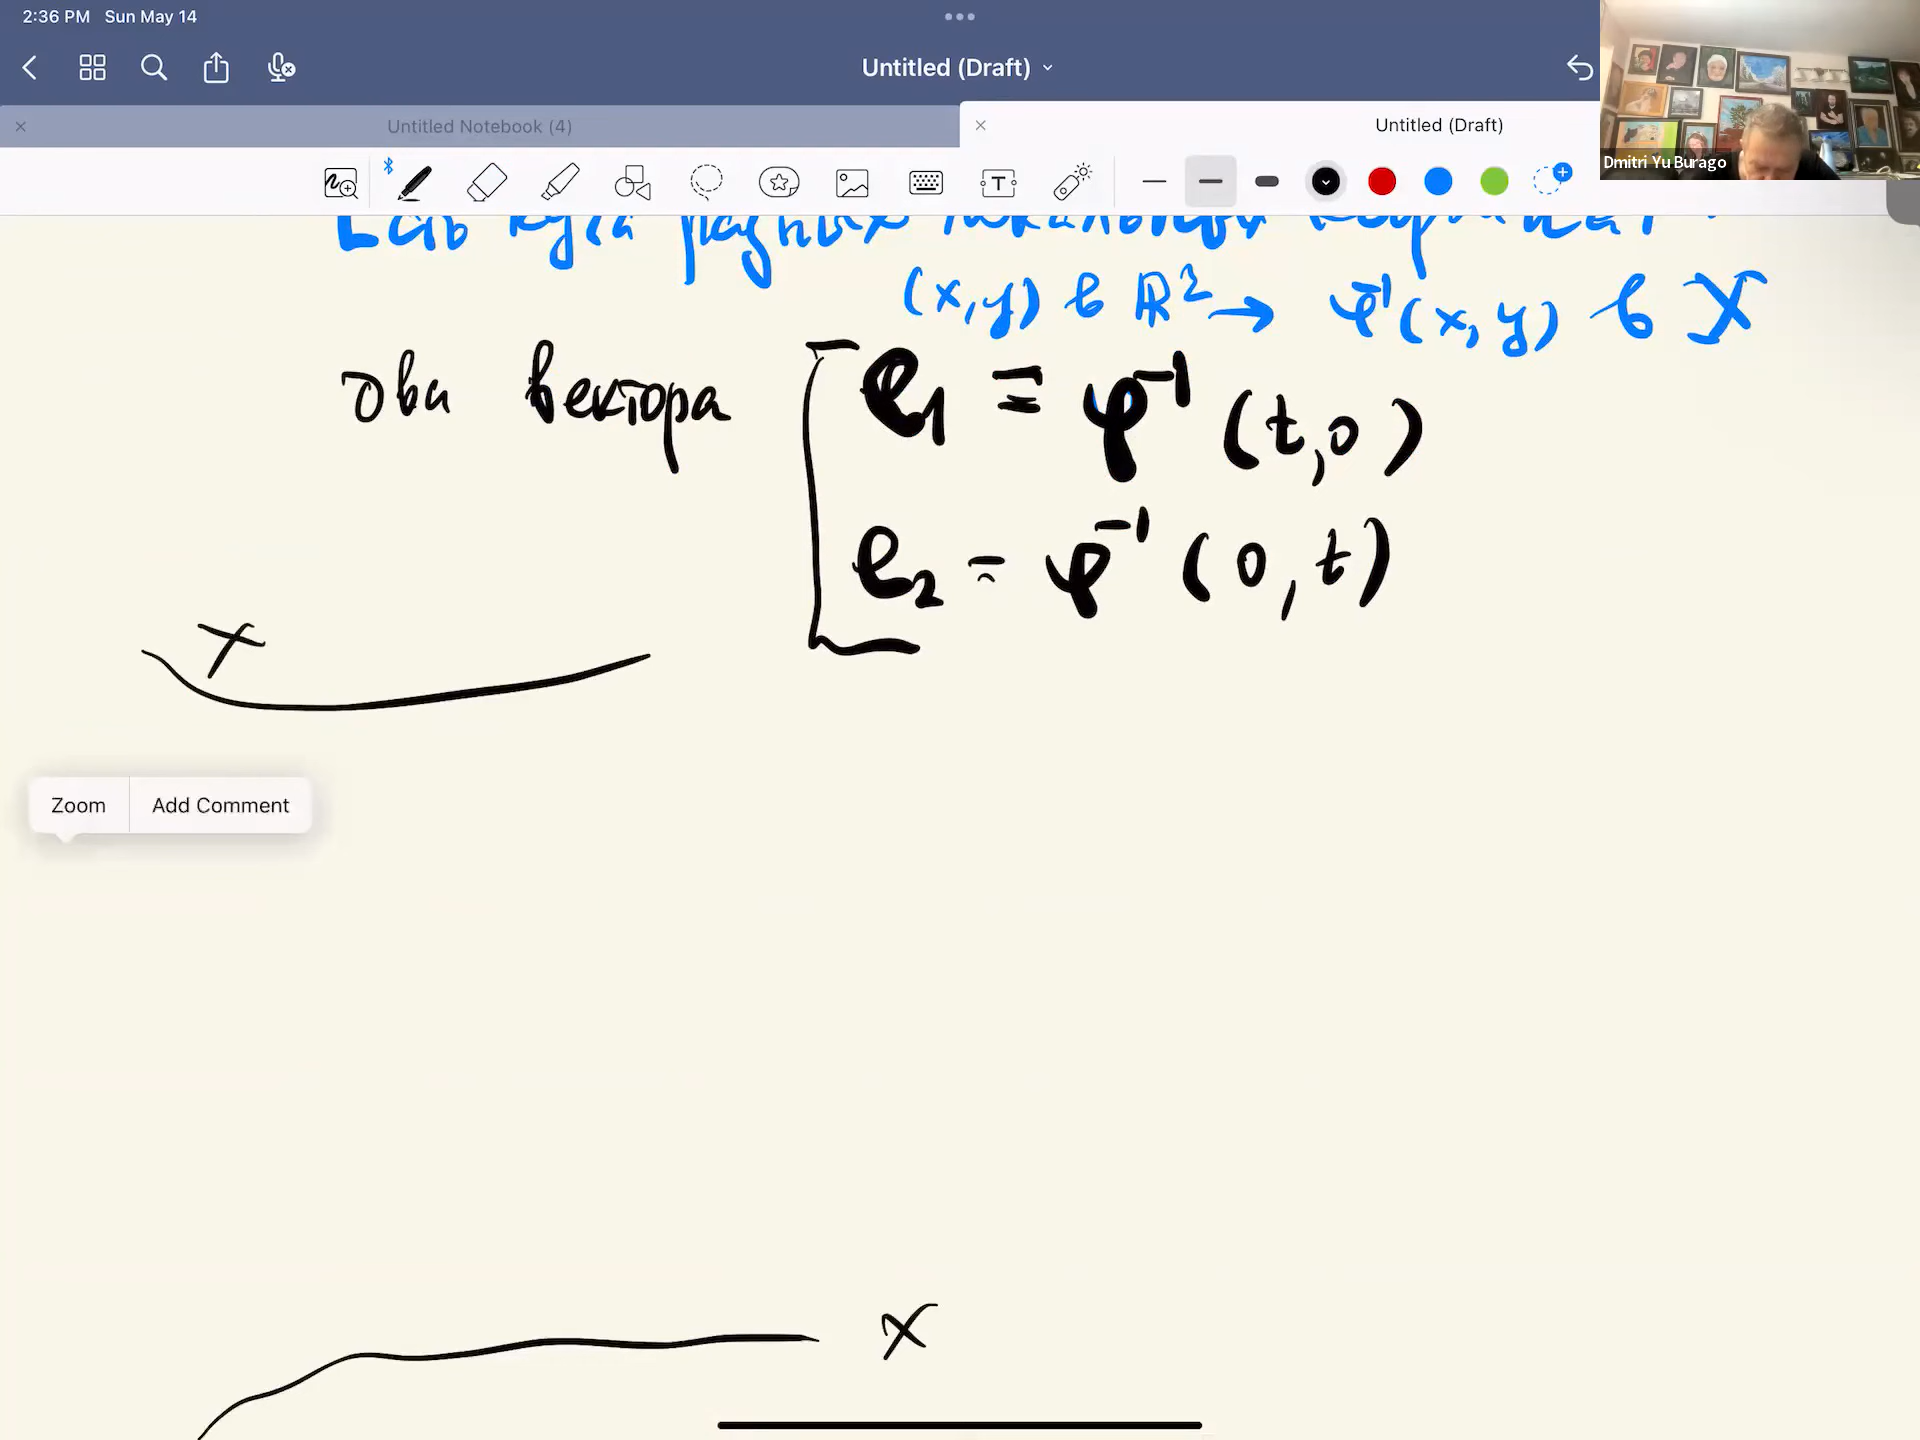 2:36 PM Sun May 14
Untitled (Draft)
Untitled Notebook (4)
Untitled (Draft)
Dmitri Yu Burago
(x,y) в ℝ² → φ⁻¹(x,y) в X
два вектора
e₁ ≡ φ⁻¹(t,0)
e₂ = φ⁻¹(0,t)
X
Zoom
Add Comment
X